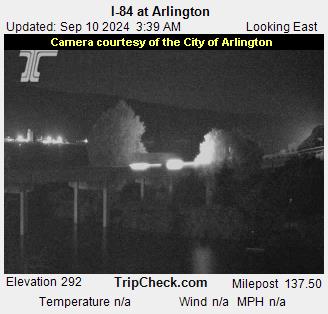 I-84 at Arlington
Updated: Sep 10 2024 3:39 AM Looking East
Camera courtesy of the City of Arlington
Elevation 292 TripCheck.com Milepost 137.50
Temperature n/a Wind n/a MPH n/a